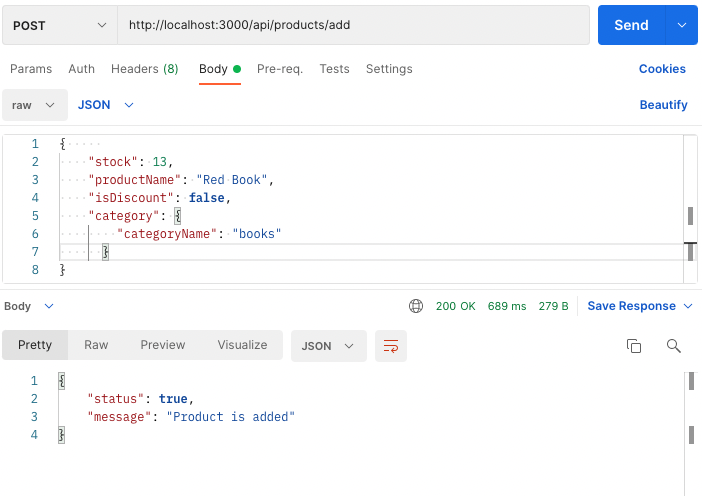 POST http://localhost:3000/api/products/add Send
Params Auth Headers (8) Body Pre-req. Tests Settings Cookies
raw JSON Beautify
1 {
2 "stock": 13,
3 "productName": "Red Book",
4 "isDiscount": false,
5 "category": {
6 "categoryName": "books"
7 }
8 }
Body 200 OK 689 ms 279 B Save Response
Pretty Raw Preview Visualize JSON
1 {
2 "status": true,
3 "message": "Product is added"
4 }